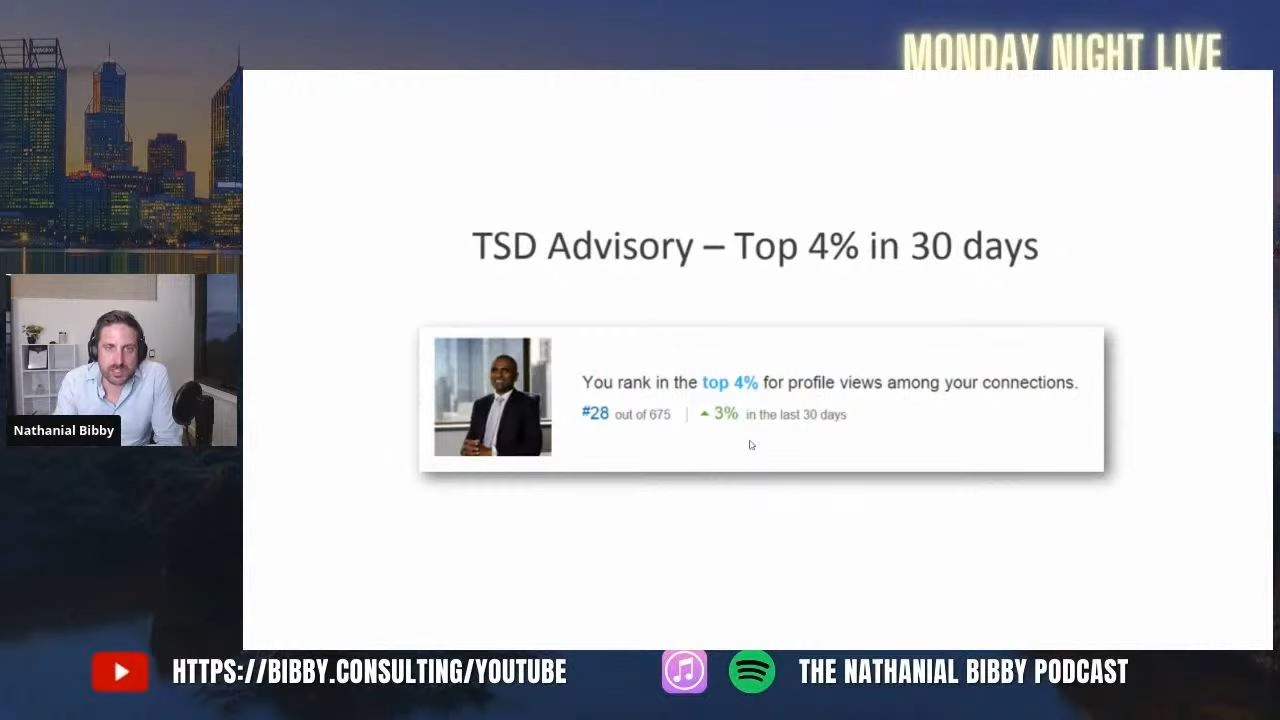 MONDAY NIGHT LIVE
TSD Advisory – Top 4% in 30 days
You rank in the top 4% for profile views among your connections.
#28 out of 675 | 3% in the last 30 days
Nathanial Bibby
HTTPS://BIBBY.CONSULTING/YOUTUBE
THE NATHANIAL BIBBY PODCAST